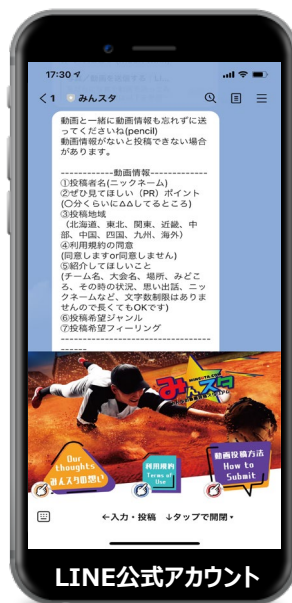 17:30
<1 みんスタ
動画と一緒に動画情報も忘れずに送
ってくださいね(pencil)
動画情報がないと投稿できない場合
があります。
------------動画情報-------------
①投稿者名(ニックネーム)
②ぜひ見てほしい（PR）ポイント
(〇分くらいに△△してるところ)
③投稿地域
（北海道、東北、関東、近畿、中
部、中国、四国、九州、海外）
④利用規約の同意
(同意しますor同意しません)
⑤紹介してほしいこと
(チーム名、大会名、場所、みどこ
ろ、その時の状況、思い出話、ニッ
クネームなど、文字数制限はありま
せんので長くてもOKです)
⑥投稿希望ジャンル
⑦投稿希望フィーリング
-----------------------------------
------
みんスタ
Our
thoughts
みんスタの想い
利用規約
Terms of
Use
動画投稿方法
How to
Submit
←入力・投稿 ↓タップで開閉▾
LINE公式アカウント